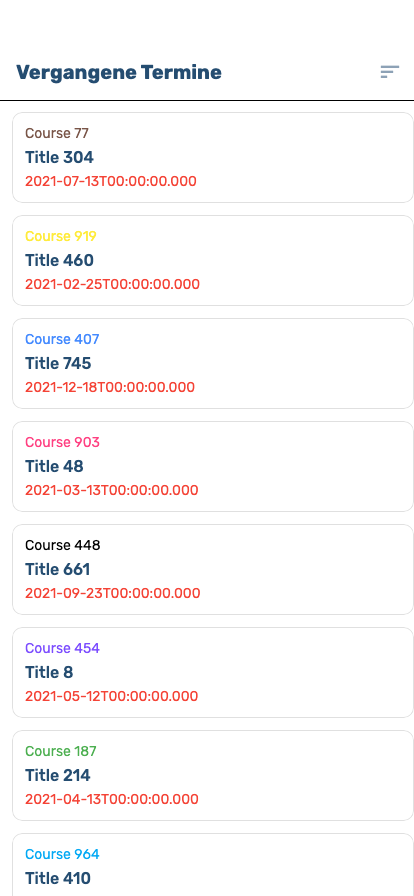 Vergangene Termine
Course 77
Title 304
2021-07-13T00:00:00.000
Course 919
Title 460
2021-02-25T00:00:00.000
Course 407
Title 745
2021-12-18T00:00:00.000
Course 903
Title 48
2021-03-13T00:00:00.000
Course 448
Title 661
2021-09-23T00:00:00.000
Course 454
Title 8
2021-05-12T00:00:00.000
Course 187
Title 214
2021-04-13T00:00:00.000
Course 964
Title 410